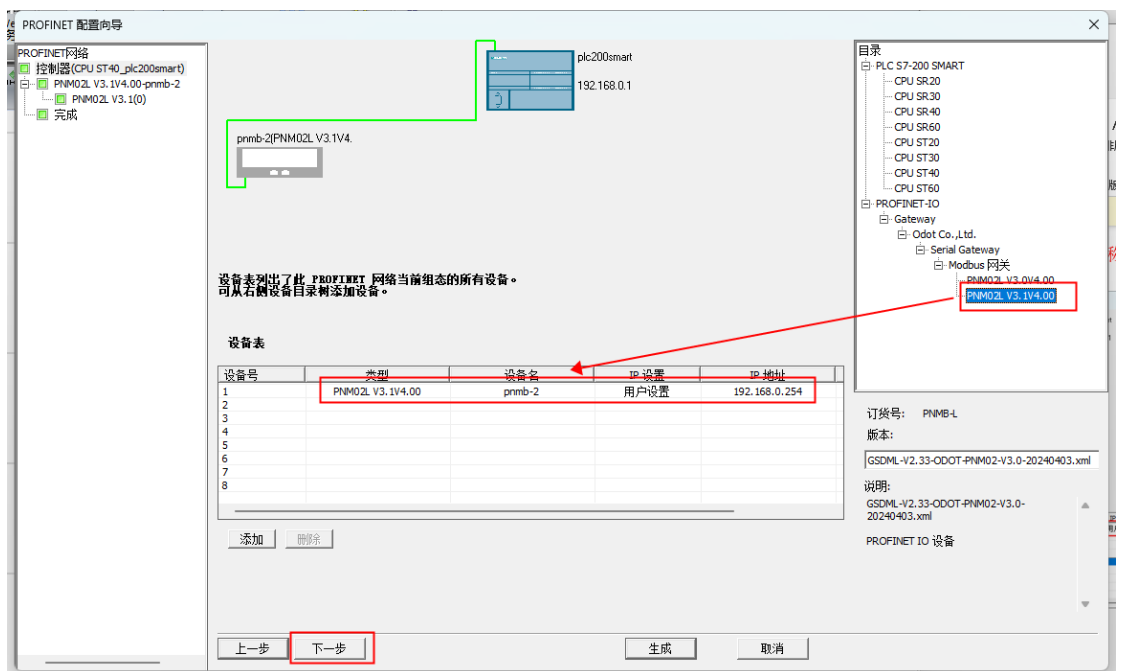 PROFINET 配置向导
PROFINET网络
控制器(CPU ST40_plc200smart)
PNM02L V3.1V4.00-pnmb-2
PNM02L V3.1(0)
完成
plc200smart
192.168.0.1
pnmb-2(PNM02L V3.1V4.
设备表列出了此 PROFINET 网络当前组态的所有设备。
可从右侧设备目录树添加设备。
设备表
设备号 类型 设备名 IP 设置 IP 地址
1 PNM02L V3.1V4.00 pnmb-2 用户设置 192.168.0.254
2
3
4
5
6
7
8
添加 删除
上一步 下一步 生成 取消
目录
PLC S7-200 SMART
CPU SR20
CPU SR30
CPU SR40
CPU SR60
CPU ST20
CPU ST30
CPU ST40
CPU ST60
PROFINET-IO
Gateway
Odot Co.,Ltd.
Serial Gateway
Modbus 网关
PNM02L V3.0V4.00
PNM02L V3.1V4.00
订货号: PNMB-L
版本:
GSDML-V2.33-ODOT-PNM02-V3.0-20240403.xml
说明:
GSDML-V2.33-ODOT-PNM02-V3.0-
20240403.xml
PROFINET IO 设备